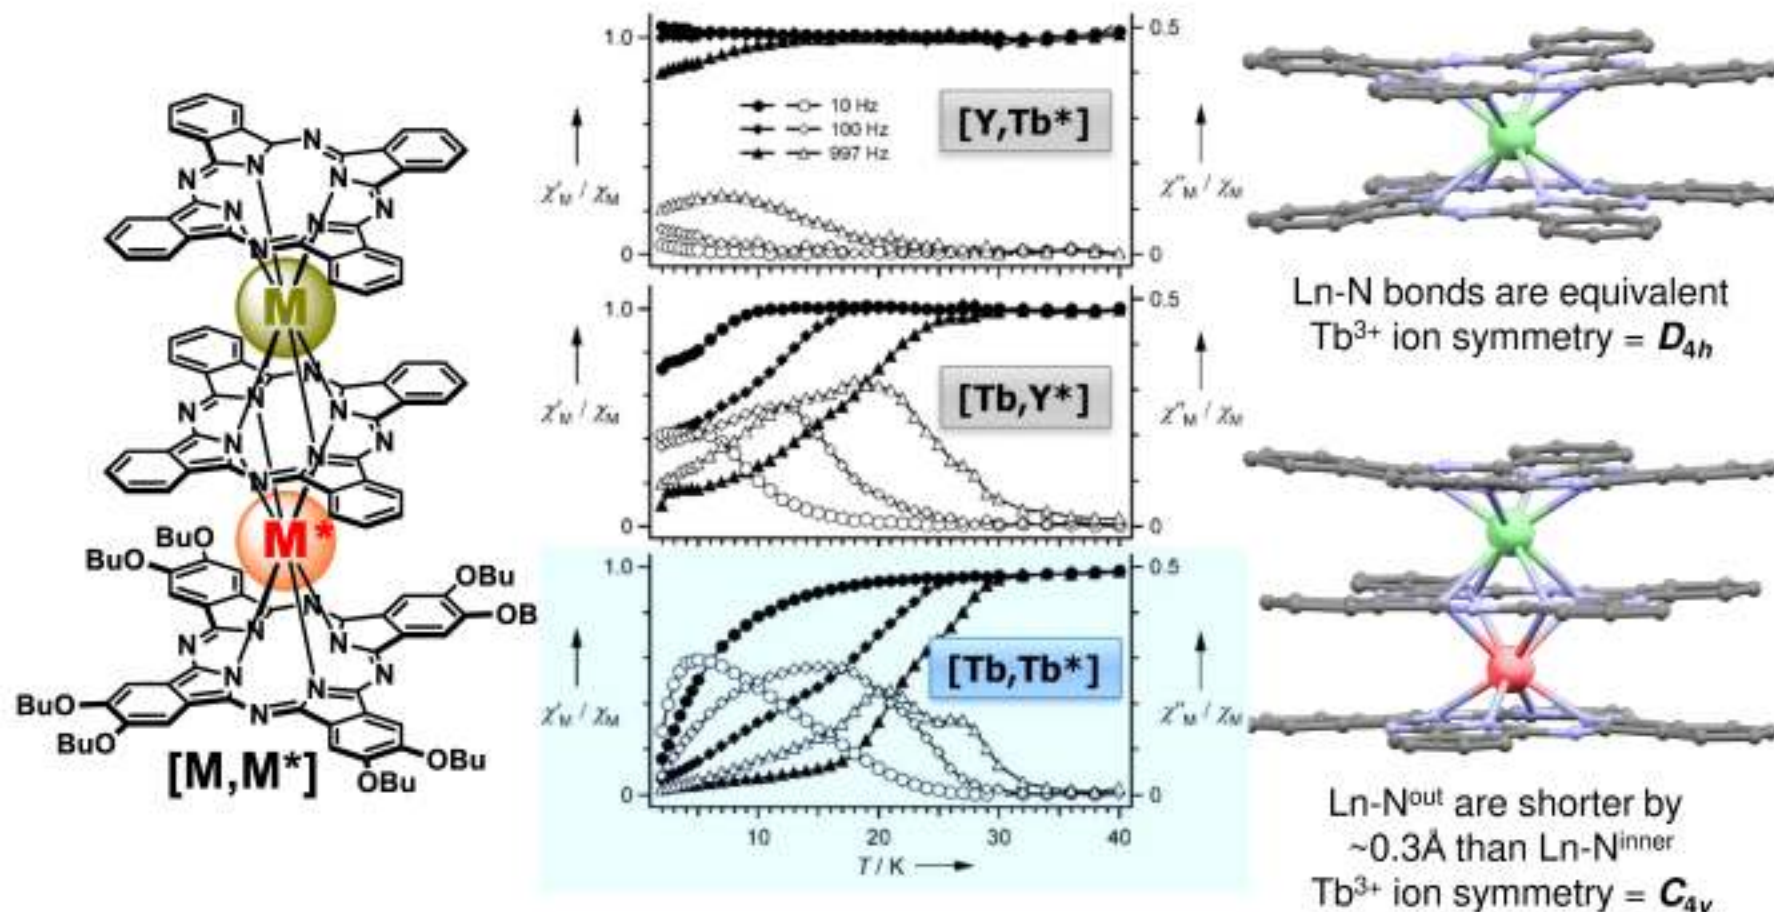 N
N
N
N
N
N
N
N
M
N
N
N
N
N
N
N
N
M*
BuO
BuO
OBu
OB
N
N
N
N
N
N
N
N
BuO
BuO
OBu
OBu
[M,M*]
1.0
0.5
10 Hz
100 Hz
997 Hz
[Y,Tb*]
χ'M / χM
χ"M / χM
0
0
1.0
0.5
[Tb,Y*]
χ'M / χM
χ"M / χM
0
0
1.0
0.5
[Tb,Tb*]
χ'M / χM
χ"M / χM
0
0
10 20 30 40
T / K
Ln-N bonds are equivalent
Tb³⁺ ion symmetry = D4h
Ln-Nᵒᵘᵗ are shorter by
~0.3Å than Ln-Nⁱⁿⁿᵉʳ
Tb³⁺ ion symmetry = C4v